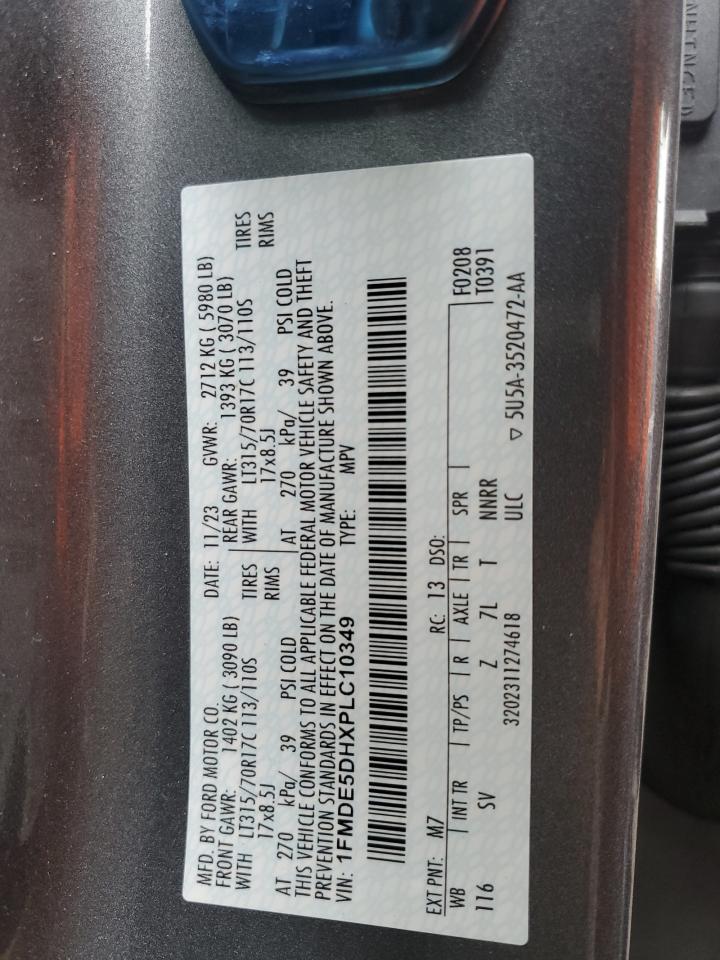 MFD. BY FORD MOTOR CO. DATE: 11/23 GVWR: 2712 KG ( 5980 LB)
FRONT GAWR: 1402 KG ( 3090 LB) REAR GAWR: 1393 KG ( 3070 LB)
WITH LT315/70R17C 113/110S TIRES WITH LT315/70R17C 113/110S TIRES
17x8.5J RIMS 17x8.5J RIMS
AT 270 kPa/ 39 PSI COLD AT 270 kPa/ 39 PSI COLD
THIS VEHICLE CONFORMS TO ALL APPLICABLE FEDERAL MOTOR VEHICLE SAFETY AND THEFT
PREVENTION STANDARDS IN EFFECT ON THE DATE OF MANUFACTURE SHOWN ABOVE.
VIN: 1FMDE5DHXPLC10349 TYPE: MPV
EXT PNT: M7 RC: 13 DSO:
WB INT TR TP/PS R AXLE TR SPR F0208
116 SV Z 7L T NNRR T0391
3202311274618 ULC ▽ 5U5A-3520472-AA